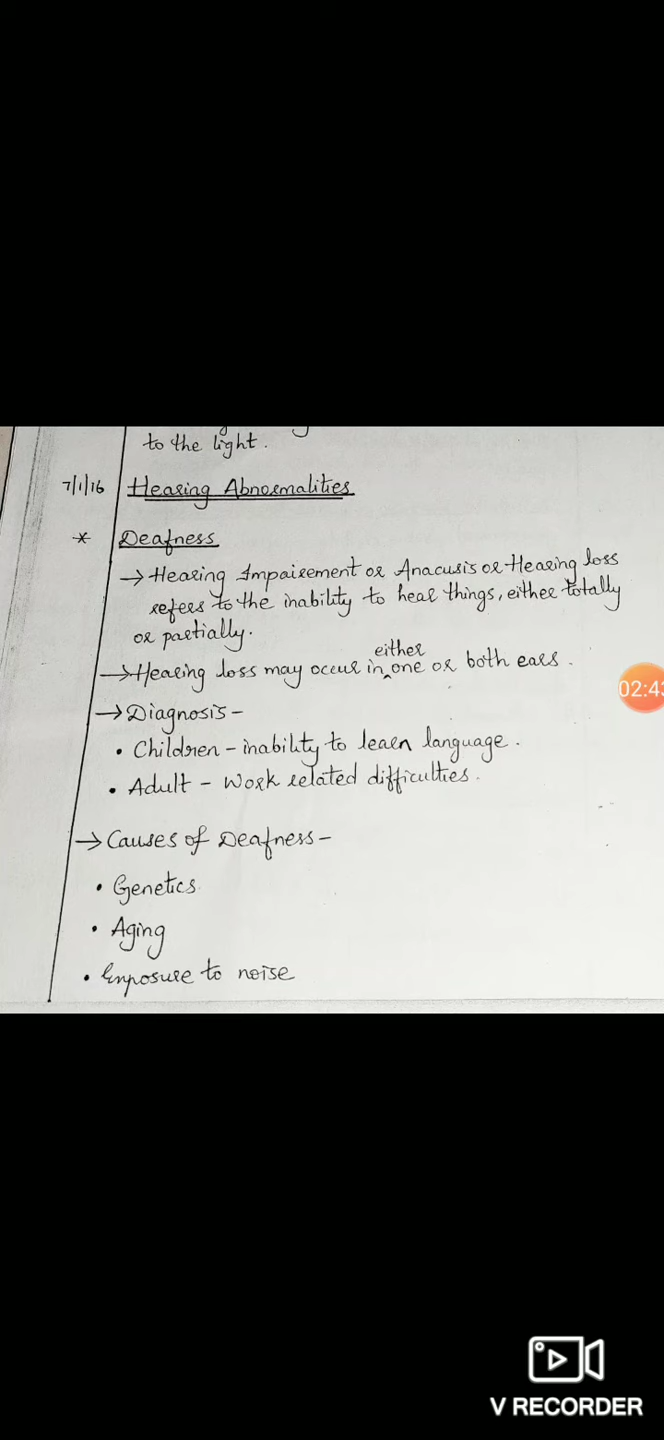 to the light.
7/1/16 Hearing Abnormalities
* Deafness
→ Hearing Impairement or Anacusis or Hearing loss
refers to the inability to hear things, either totally
or partially.
either
→ Hearing loss may occur in ‸ one or both ears.
→ Diagnosis –
• Children – inability to learn language.
• Adult – Work related difficulties.
02:43
→ Causes of Deafness –
• Genetics
• Aging
• Exposure to noise
V RECORDER